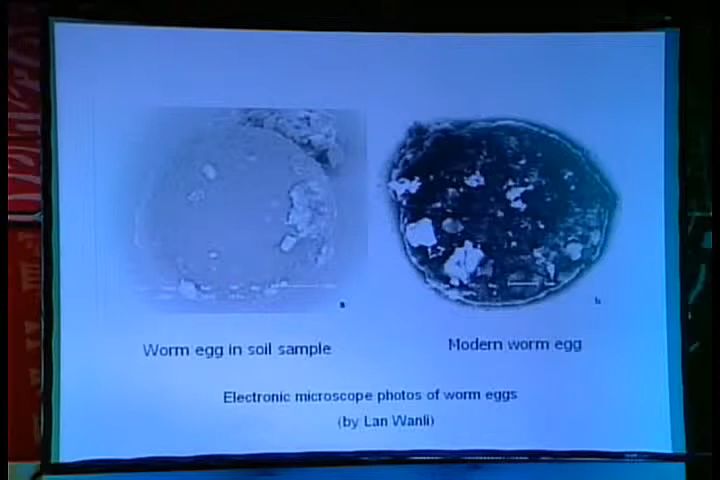 a
b
Worm egg in soil sample
Modern worm egg
Electronic microscope photos of worm eggs
(by Lan Wanli)